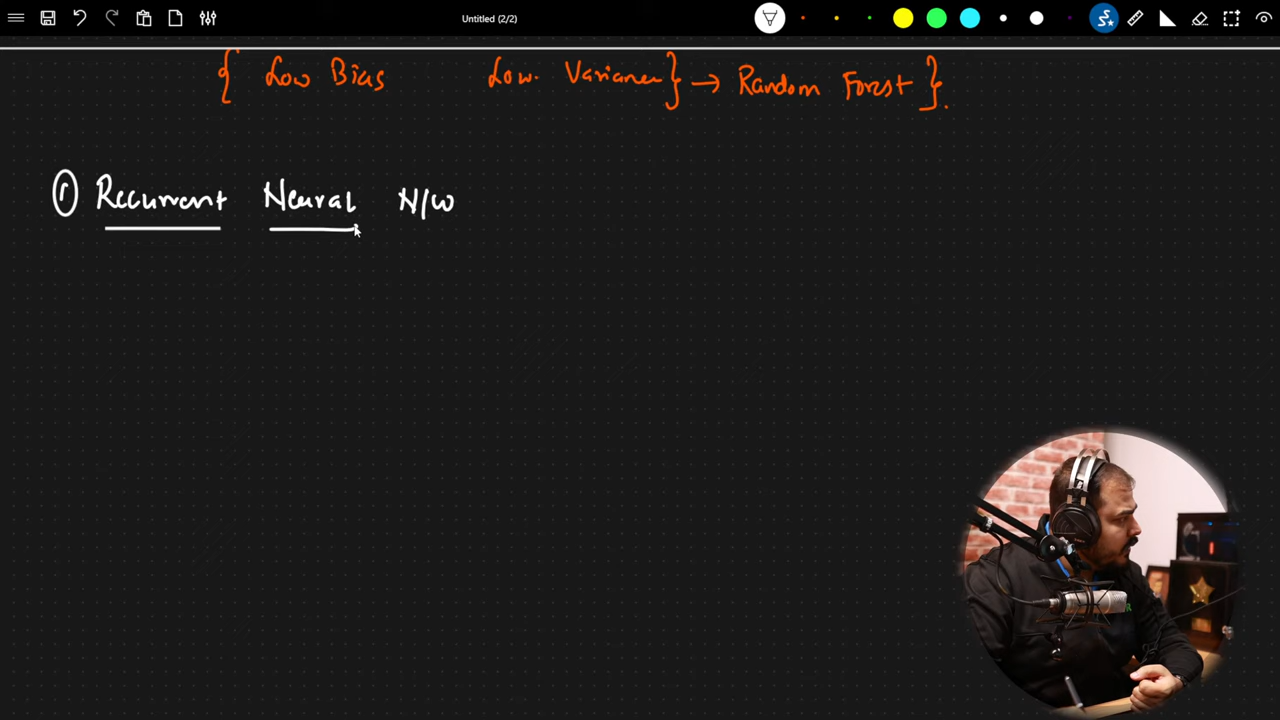 Untitled (2/2)
{ Low Bias Low. Variance } → Random Forest }.
① Recurrent Neural N/W